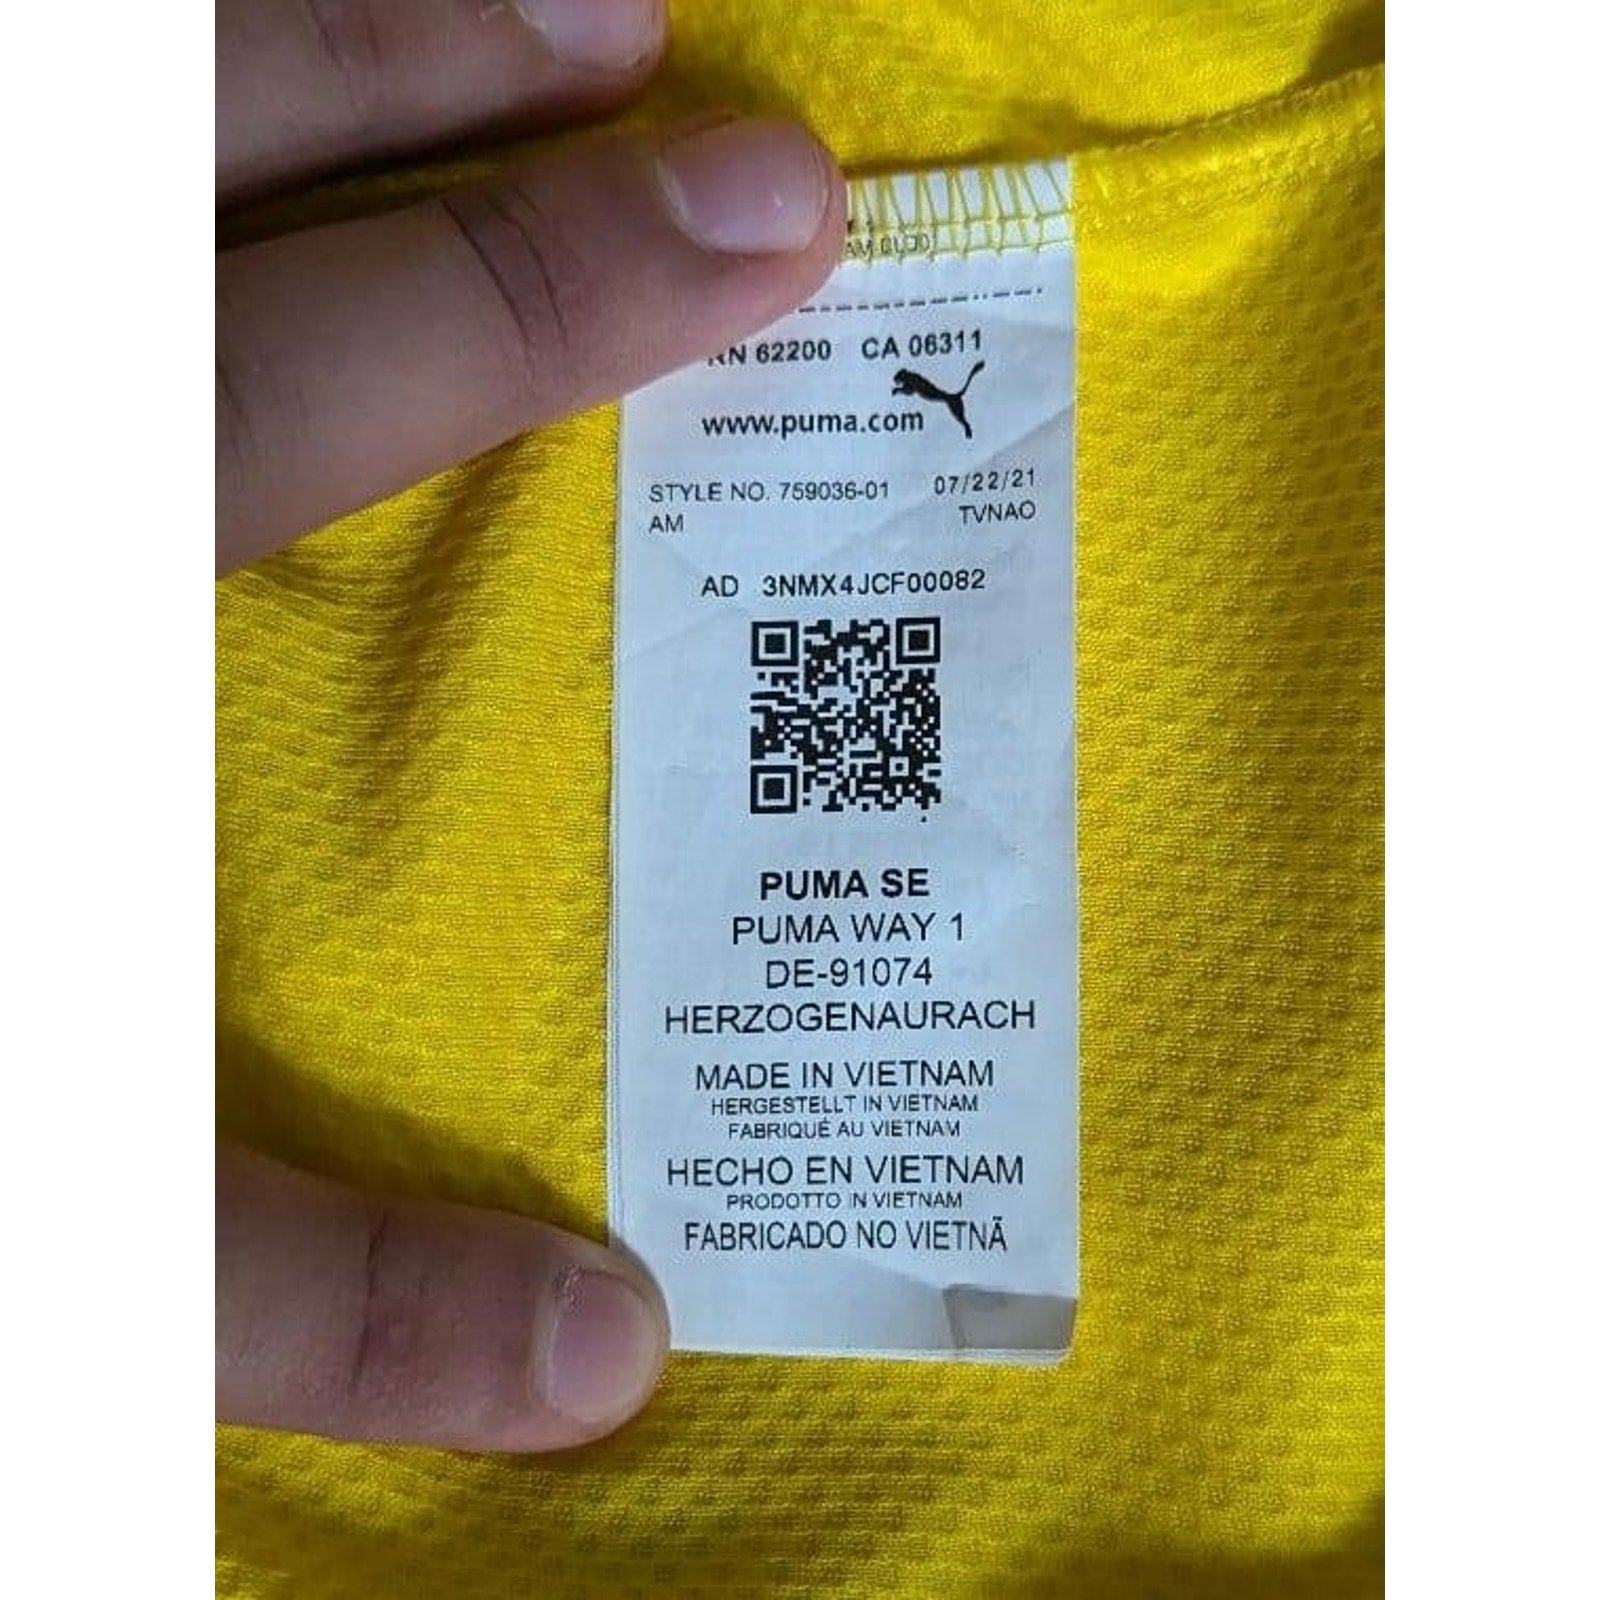 RN 62200 CA 06311
www.puma.com
STYLE NO. 759036-01 07/22/21
AM TVNAO
AD 3NMX4JCF00082
PUMA SE
PUMA WAY 1
DE-91074
HERZOGENAURACH
MADE IN VIETNAM
HERGESTELLT IN VIETNAM
FABRIQUÉ AU VIETNAM
HECHO EN VIETNAM
PRODOTTO IN VIETNAM
FABRICADO NO VIETNÃ